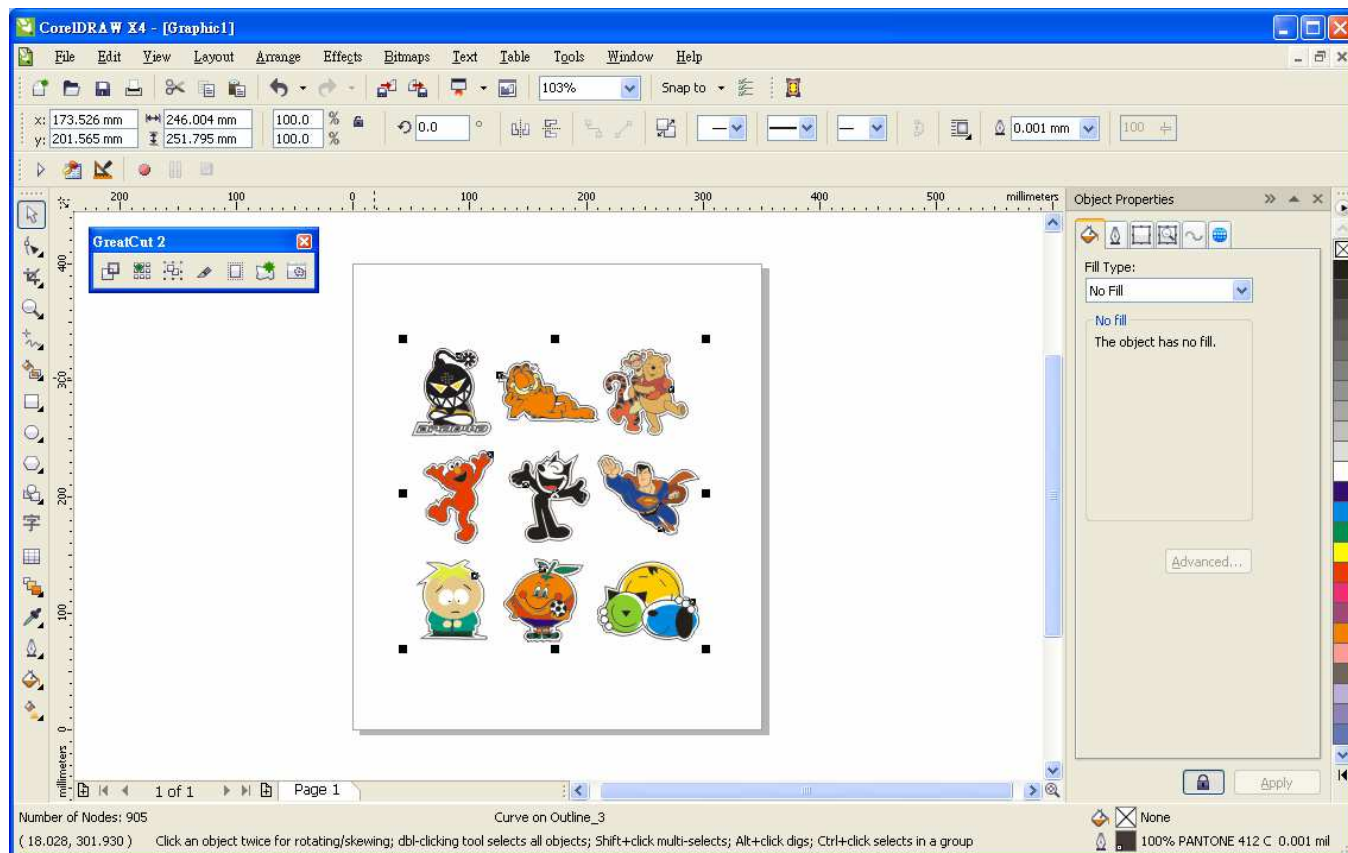 CorelDRAW X4 - [Graphic1]
File Edit View Layout Arrange Effects Bitmaps Text Table Tools Window Help
103% Snap to
x: 173.526 mm 246.004 mm 100.0 % 0.0 ° 0.001 mm 100
y: 201.565 mm 251.795 mm 100.0 %
200 100 0 100 200 300 400 500 millimeters
Object Properties
GreatCut 2
400
300
200
100
0
millimeters
字
Fill Type:
No Fill
No fill
The object has no fill.
Advanced...
Apply
1 of 1 Page 1
Number of Nodes: 905 Curve on Outline_3 None
( 18.028, 301.930 ) Click an object twice for rotating/skewing; dbl-clicking tool selects all objects; Shift+click multi-selects; Alt+click digs; Ctrl+click selects in a group 100% PANTONE 412 C 0.001 mil